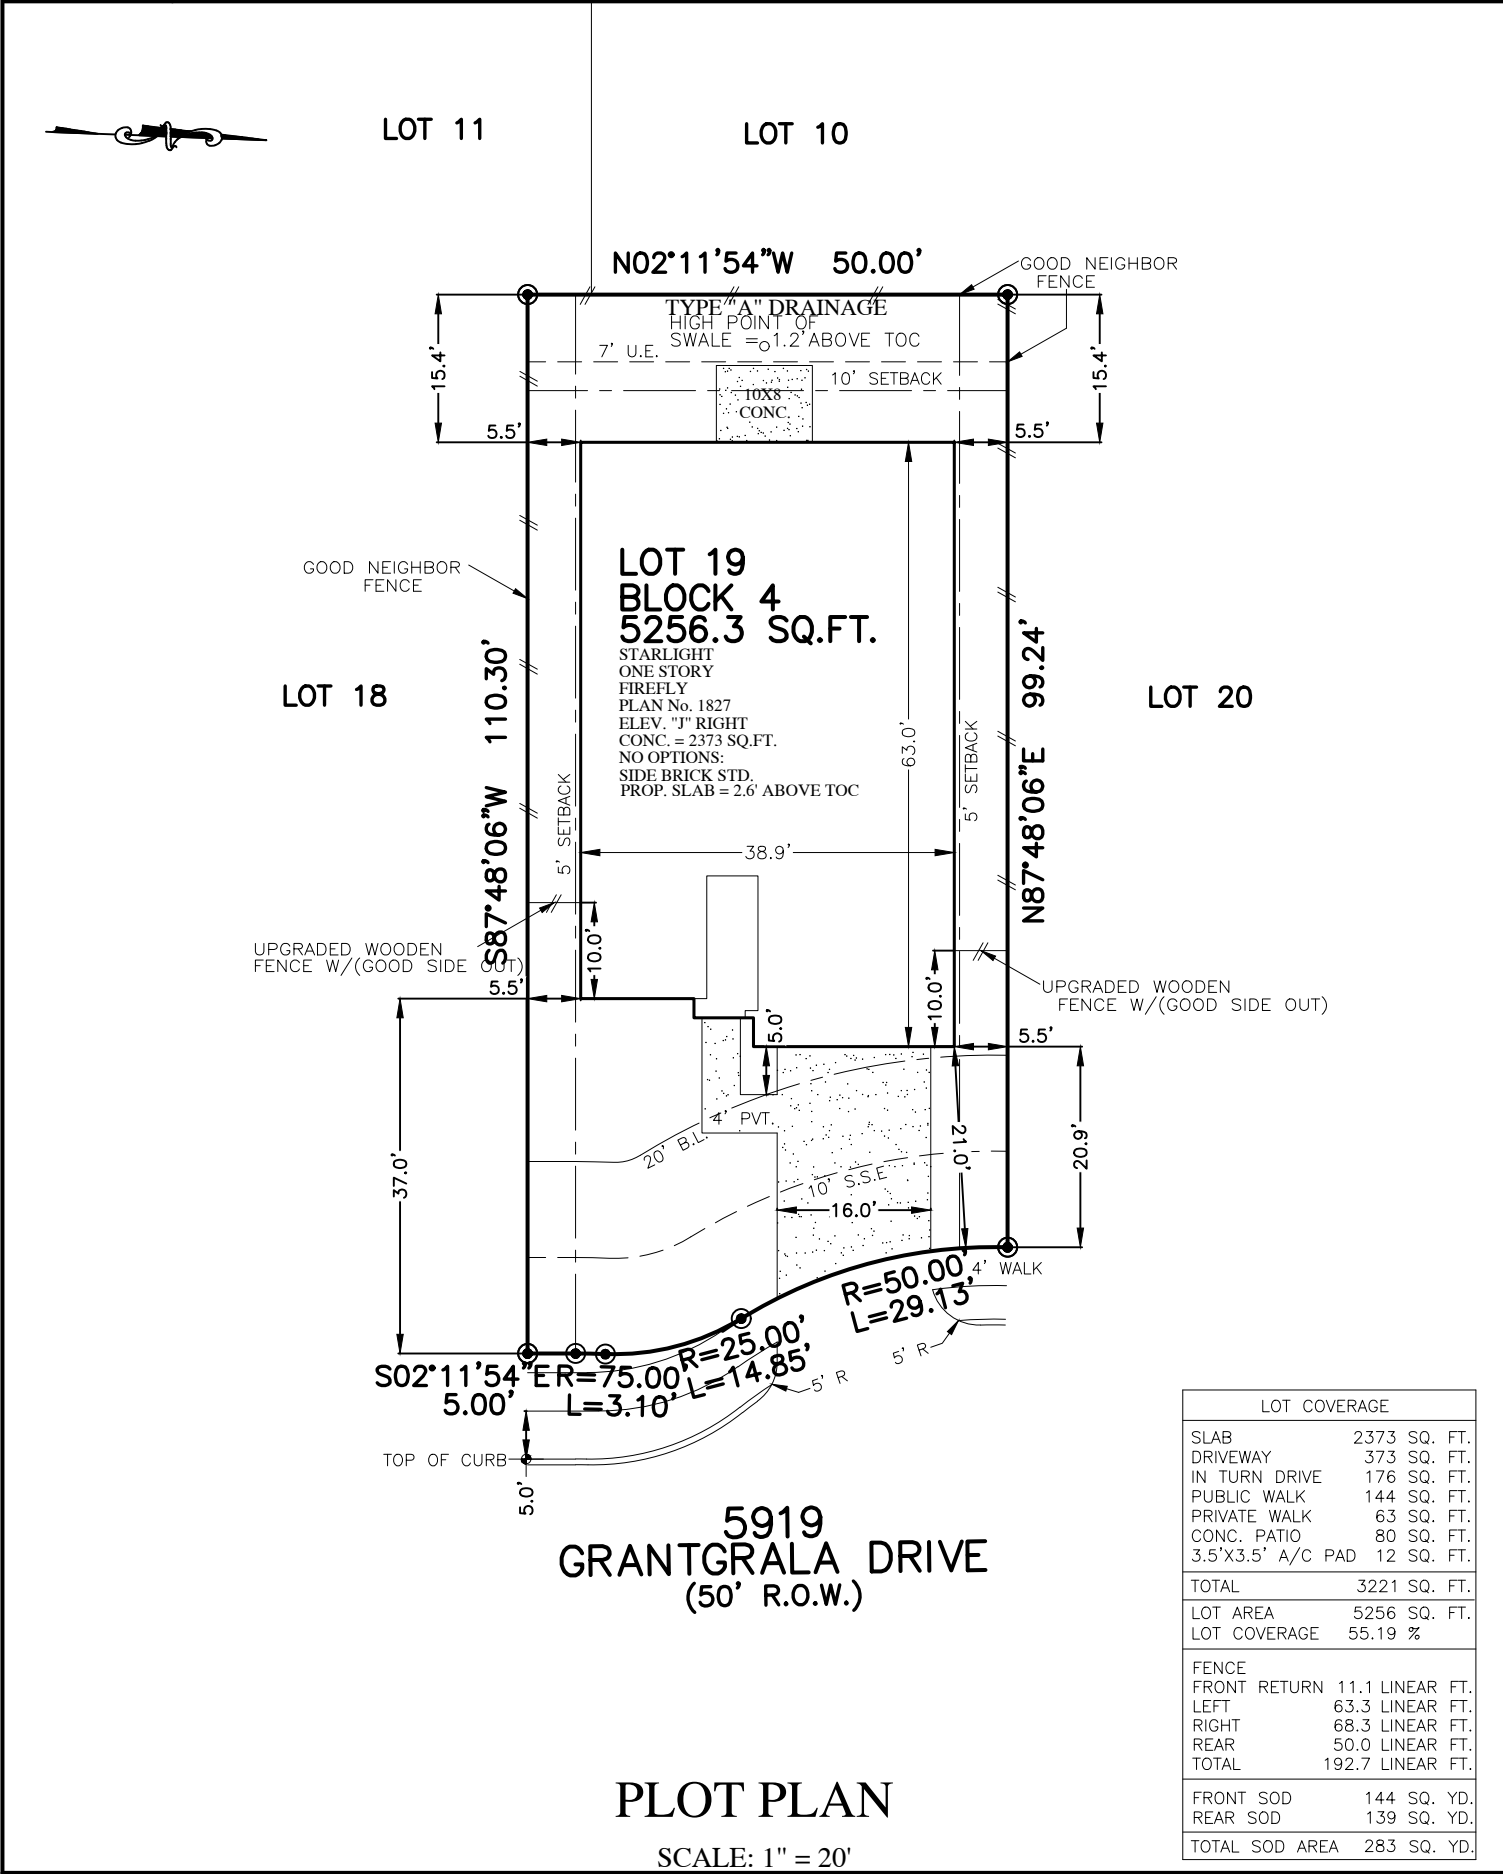 LOT 11
LOT 10
N02°11'54"W 50.00'
GOOD NEIGHBOR
FENCE
TYPE "A" DRAINAGE
HIGH POINT OF
SWALE = 1.2' ABOVE TOC
7' U.E.
10' SETBACK
15.4'
15.4'
10X8
CONC.
5.5'
5.5'
GOOD NEIGHBOR
FENCE
LOT 19
BLOCK 4
5256.3 SQ.FT.
STARLIGHT
ONE STORY
FIREFLY
PLAN No. 1827
ELEV. "J" RIGHT
CONC. = 2373 SQ.FT.
NO OPTIONS:
SIDE BRICK STD.
PROP. SLAB = 2.6' ABOVE TOC
LOT 18
LOT 20
S87°48'06"W 110.30'
N87°48'06"E 99.24'
63.0'
5' SETBACK
5' SETBACK
38.9'
UPGRADED WOODEN
FENCE W/(GOOD SIDE OUT)
10.0'
5.5'
10.0'
UPGRADED WOODEN
FENCE W/(GOOD SIDE OUT)
5.5'
5.0'
4' PVT.
20' B.L.
10' S.S.E
21.0'
20.9'
37.0'
16.0'
4' WALK
R=50.00'
L=29.13'
R=25.00'
L=14.85'
5' R
5' R
S02°11'54"E
5.00'
R=75.00'
L=3.10'
TOP OF CURB
5.0'
5919
GRANTGRALA DRIVE
(50' R.O.W.)
LOT COVERAGE
SLAB 2373 SQ. FT.
DRIVEWAY 373 SQ. FT.
IN TURN DRIVE 176 SQ. FT.
PUBLIC WALK 144 SQ. FT.
PRIVATE WALK 63 SQ. FT.
CONC. PATIO 80 SQ. FT.
3.5'X3.5' A/C PAD 12 SQ. FT.
TOTAL 3221 SQ. FT.
LOT AREA 5256 SQ. FT.
LOT COVERAGE 55.19 %
FENCE
FRONT RETURN 11.1 LINEAR FT.
LEFT 63.3 LINEAR FT.
RIGHT 68.3 LINEAR FT.
REAR 50.0 LINEAR FT.
TOTAL 192.7 LINEAR FT.
FRONT SOD 144 SQ. YD.
REAR SOD 139 SQ. YD.
TOTAL SOD AREA 283 SQ. YD.
PLOT PLAN
SCALE: 1" = 20'